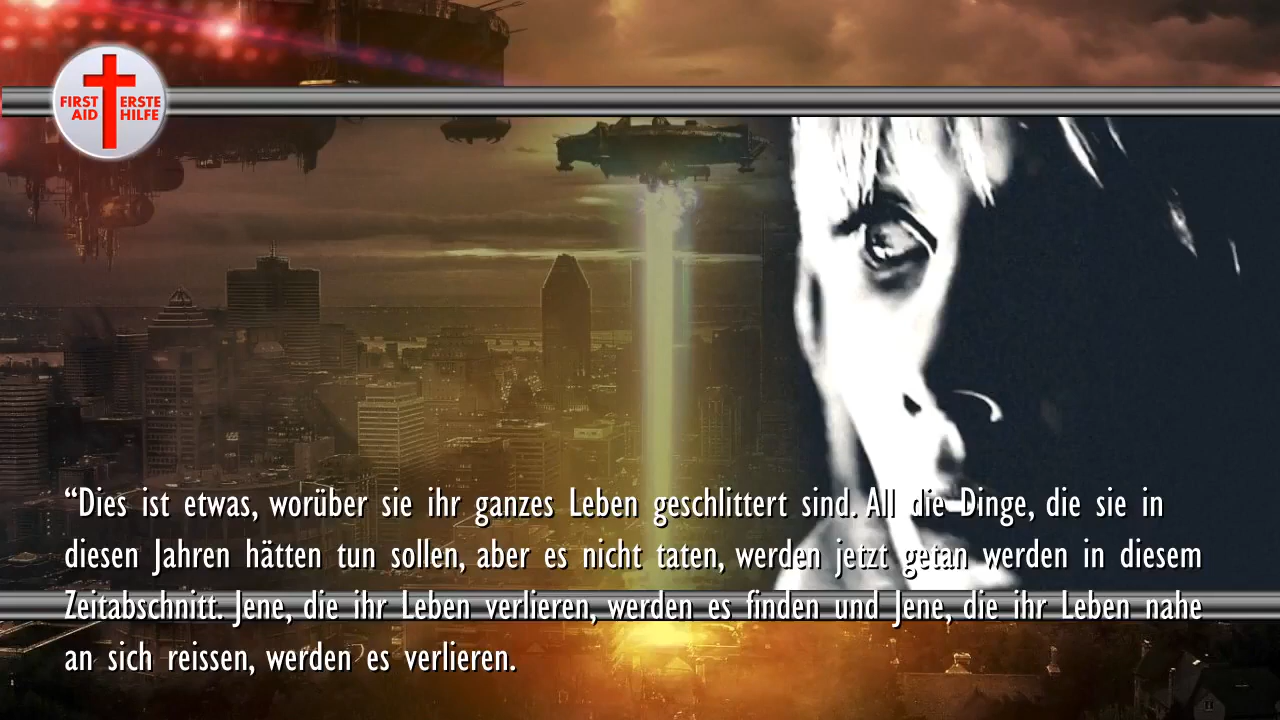 FIRST ERSTE
AID HILFE
“Dies ist etwas, worüber sie ihr ganzes Leben geschlittert sind. All die Dinge, die sie in
diesen Jahren hätten tun sollen, aber es nicht taten, werden jetzt getan werden in diesem
Zeitabschnitt. Jene, die ihr Leben verlieren, werden es finden und Jene, die ihr Leben nahe
an sich reissen, werden es verlieren.